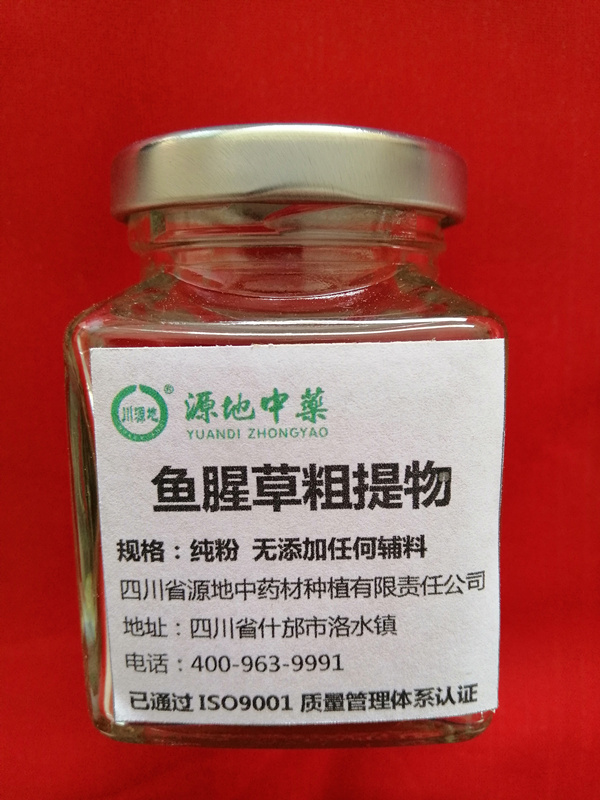 川源地®
源地中藥
YUANDI ZHONGYAO
鱼腥草粗提物
规格：纯粉 无添加任何辅料
四川省源地中药材种植有限责任公司
地址：四川省什邡市洛水镇
电话：400-963-9991
已通过 ISO9001 质量管理体系认证